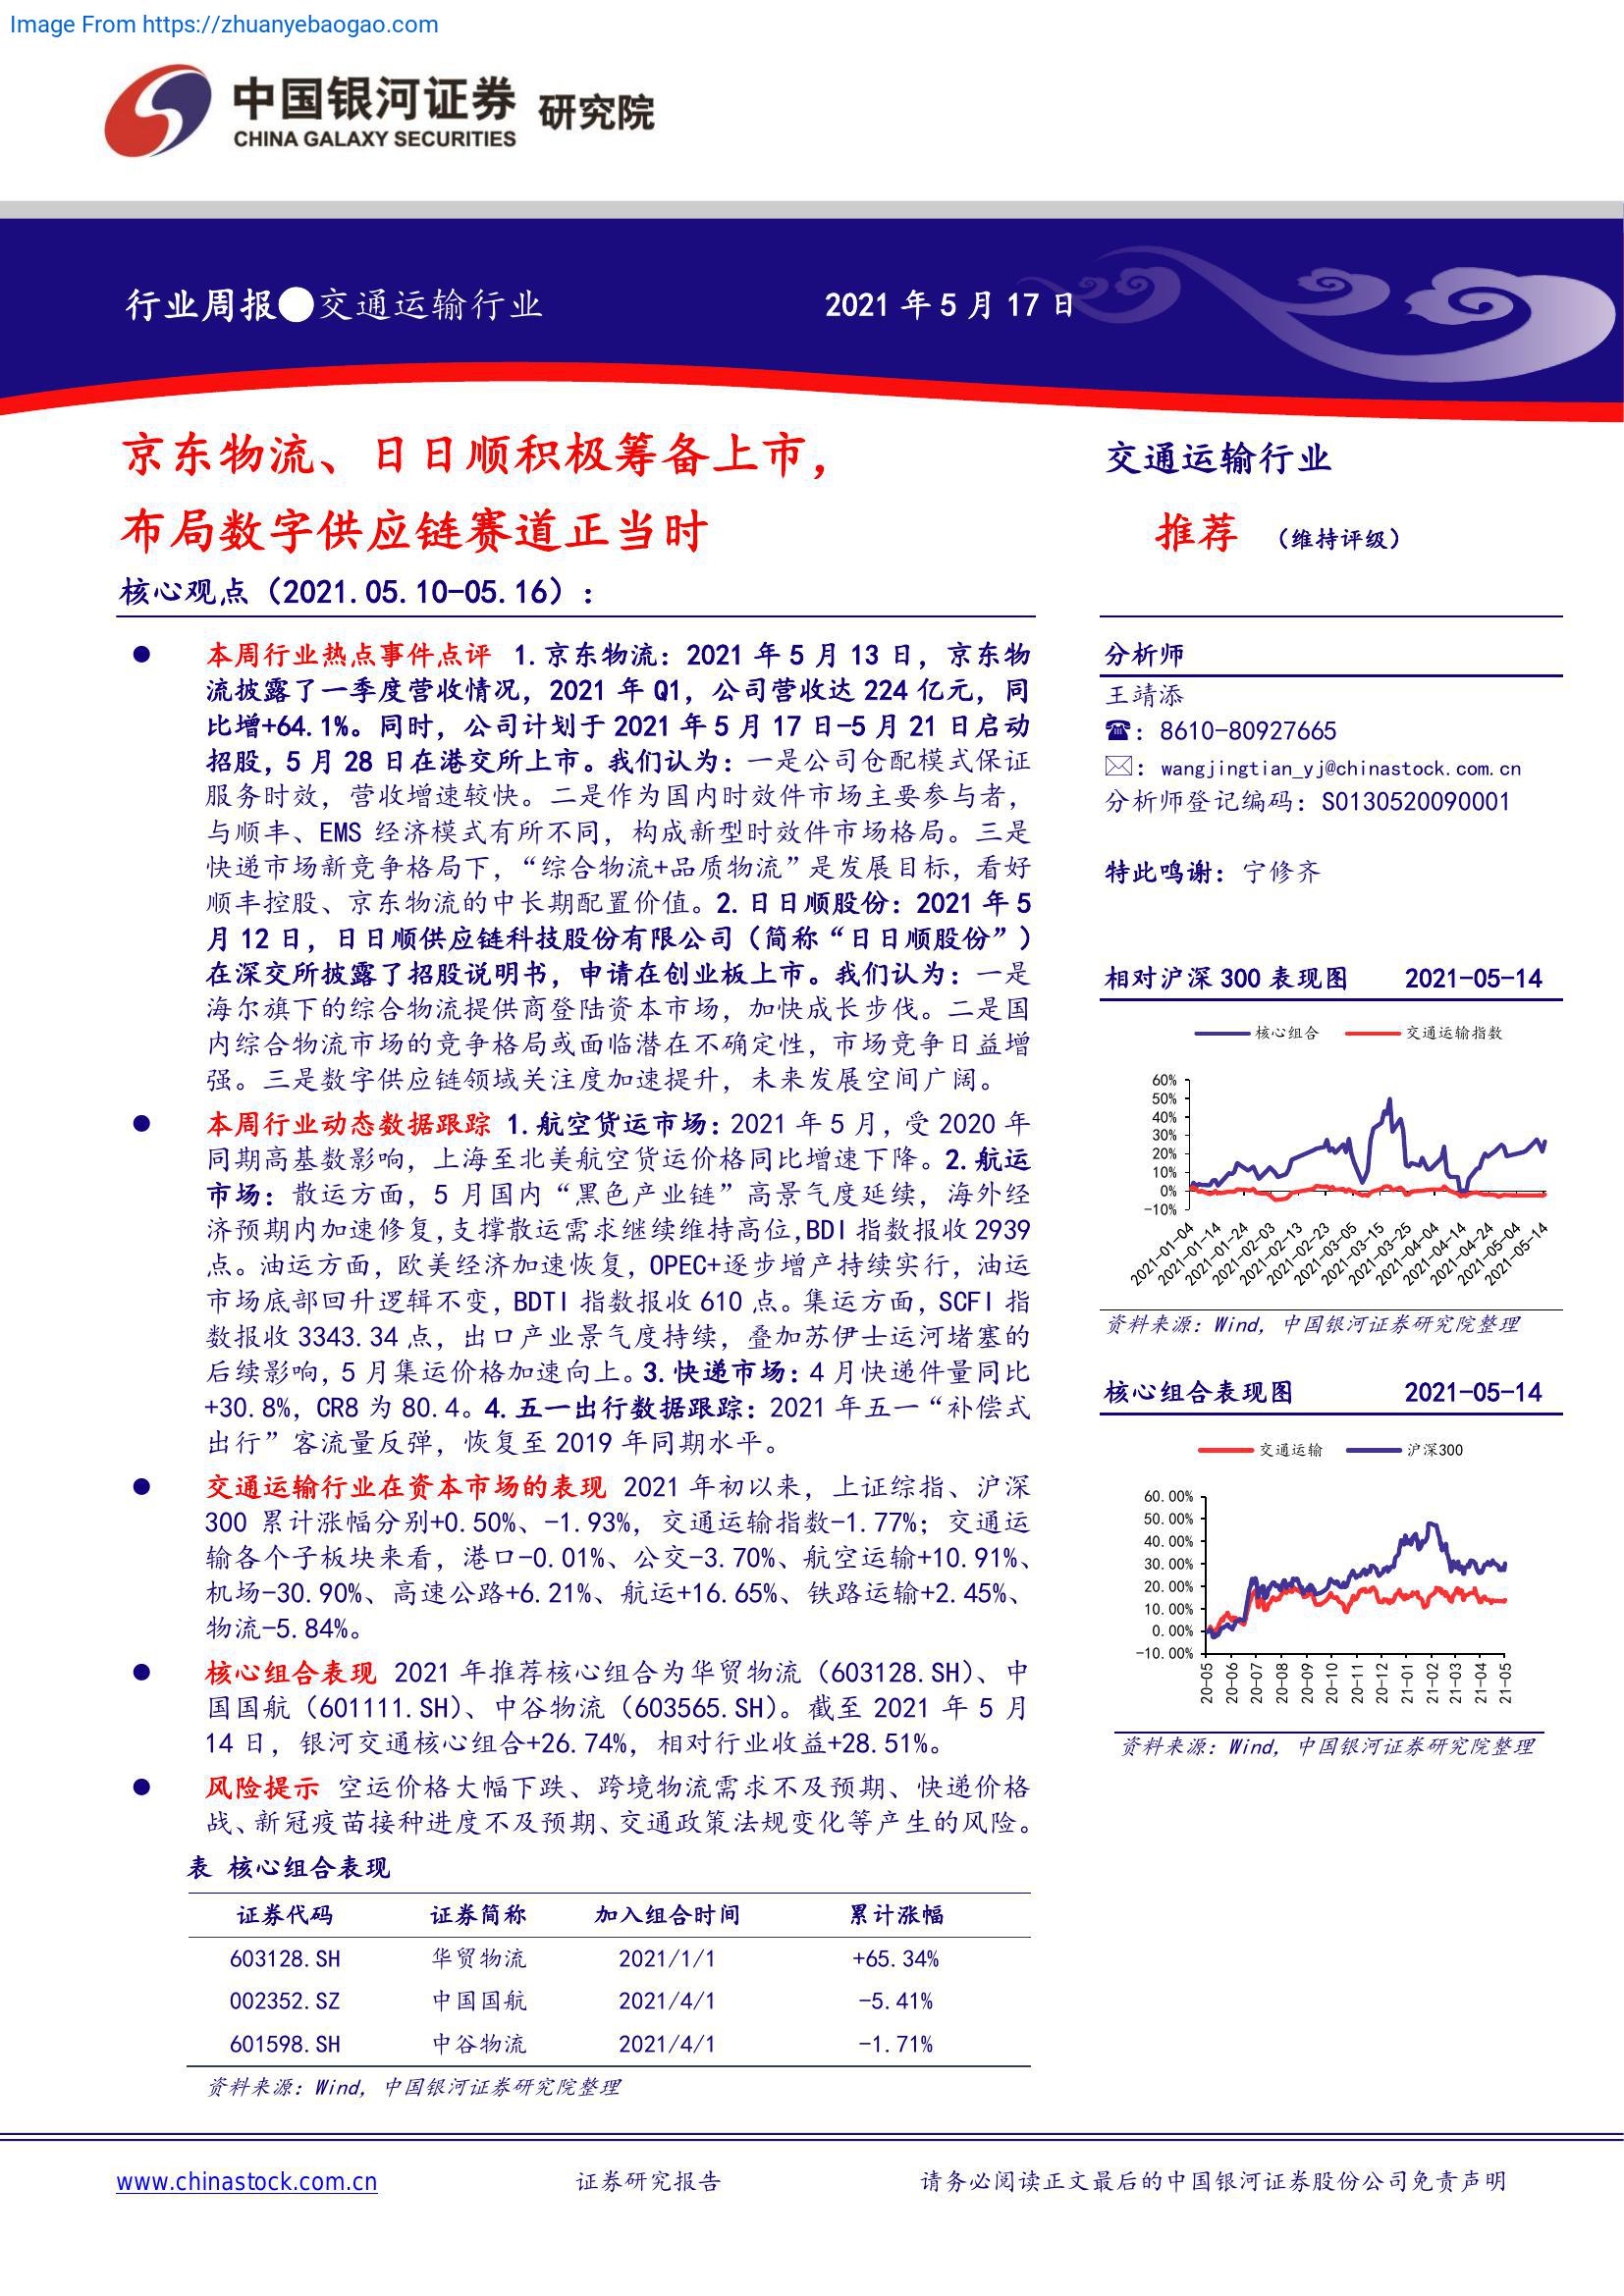 Image From https://zhuanyebaogao.com
中国银河证券 研究院
CHINA GALAXY SECURITIES
行业周报●交通运输行业 2021 年 5 月 17 日
京东物流、日日顺积极筹备上市，
布局数字供应链赛道正当时
核心观点（2021.05.10-05.16）：
● 本周行业热点事件点评 1.京东物流：2021 年 5 月 13 日，京东物
流披露了一季度营收情况，2021 年 Q1，公司营收达 224 亿元，同
比增+64.1%。同时，公司计划于 2021 年 5 月 17 日-5 月 21 日启动
招股，5 月 28 日在港交所上市。我们认为：一是公司仓配模式保证
服务时效，营收增速较快。二是作为国内时效件市场主要参与者，
与顺丰、EMS 经济模式有所不同，构成新型时效件市场格局。三是
快递市场新竞争格局下，“综合物流+品质物流”是发展目标，看好
顺丰控股、京东物流的中长期配置价值。2.日日顺股份：2021 年 5
月 12 日，日日顺供应链科技股份有限公司（简称“日日顺股份”）
在深交所披露了招股说明书，申请在创业板上市。我们认为：一是
海尔旗下的综合物流提供商登陆资本市场，加快成长步伐。二是国
内综合物流市场的竞争格局或面临潜在不确定性，市场竞争日益增
强。三是数字供应链领域关注度加速提升，未来发展空间广阔。
● 本周行业动态数据跟踪 1.航空货运市场：2021 年 5 月，受 2020 年
同期高基数影响，上海至北美航空货运价格同比增速下降。2.航运
市场：散运方面，5 月国内“黑色产业链”高景气度延续，海外经
济预期内加速修复，支撑散运需求继续维持高位，BDI 指数报收 2939
点。油运方面，欧美经济加速恢复，OPEC+逐步增产持续实行，油运
市场底部回升逻辑不变，BDTI 指数报收 610 点。集运方面，SCFI 指
数报收 3343.34 点，出口产业景气度持续，叠加苏伊士运河堵塞的
后续影响，5 月集运价格加速向上。3.快递市场：4 月快递件量同比
+30.8%，CR8 为 80.4。4.五一出行数据跟踪：2021 年五一“补偿式
出行”客流量反弹，恢复至 2019 年同期水平。
● 交通运输行业在资本市场的表现 2021 年初以来，上证综指、沪深
300 累计涨幅分别+0.50%、-1.93%，交通运输指数-1.77%；交通运
输各个子板块来看，港口-0.01%、公交-3.70%、航空运输+10.91%、
机场-30.90%、高速公路+6.21%、航运+16.65%、铁路运输+2.45%、
物流-5.84%。
● 核心组合表现 2021 年推荐核心组合为华贸物流（603128.SH）、中
国国航（601111.SH）、中谷物流（603565.SH）。截至 2021 年 5 月
14 日，银河交通核心组合+26.74%，相对行业收益+28.51%。
● 风险提示 空运价格大幅下跌、跨境物流需求不及预期、快递价格
战、新冠疫苗接种进度不及预期、交通政策法规变化等产生的风险。
表 核心组合表现
证券代码 证券简称 加入组合时间 累计涨幅
603128.SH 华贸物流 2021/1/1 +65.34%
002352.SZ 中国国航 2021/4/1 -5.41%
601598.SH 中谷物流 2021/4/1 -1.71%
资料来源：Wind，中国银河证券研究院整理
交通运输行业
推荐 （维持评级）
分析师
王靖添
☎：8610-80927665
✉：wangjingtian_yj@chinastock.com.cn
分析师登记编码：S0130520090001
特此鸣谢：宁修齐
相对沪深 300 表现图 2021-05-14
核心组合 交通运输指数
60%
50%
40%
30%
20%
10%
0%
-10%
2021-01-04 2021-01-14 2021-01-24 2021-02-03 2021-02-13 2021-02-23 2021-03-05 2021-03-15 2021-03-25 2021-04-04 2021-04-14 2021-04-24 2021-05-04 2021-05-14
资料来源：Wind，中国银河证券研究院整理
核心组合表现图 2021-05-14
交通运输 沪深300
60.00%
50.00%
40.00%
30.00%
20.00%
10.00%
0.00%
-10.00%
20-05 20-06 20-07 20-08 20-09 20-10 20-11 20-12 21-01 21-02 21-03 21-04 21-05
资料来源：Wind，中国银河证券研究院整理
www.chinastock.com.cn 证券研究报告 请务必阅读正文最后的中国银河证券股份公司免责声明